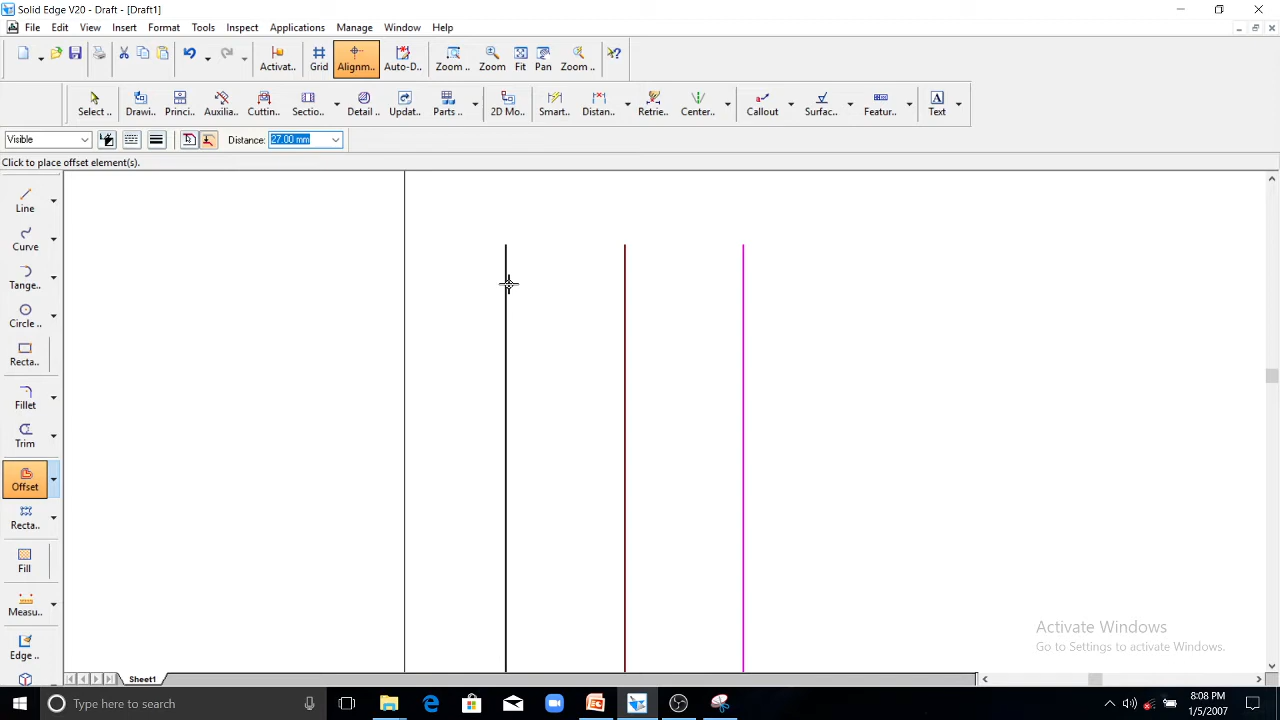 Solid Edge V20 - Draft - [Draft1]
File Edit View Insert Format Tools Inspect Applications Manage Window Help
Activat.. Grid Alignm.. Auto-D.. Zoom .. Zoom Fit Pan Zoom ..
Select .. Drawi.. Princi.. Auxilia.. Cuttin.. Sectio.. Detail .. Updat.. Parts .. 2D Mo.. Smart.. Distan.. Retrie.. Center.. Callout Surfac.. Featur.. Text
Visible Distance: 27.00 mm
Click to place offset element(s).
Line
Curve
Tange..
Circle ..
Recta..
Fillet
Trim
Offset
Recta..
Fill
Measu..
Edge ..
Activate Windows
Go to Settings to activate Windows.
Sheet1
Type here to search
8:08 PM
1/5/2007